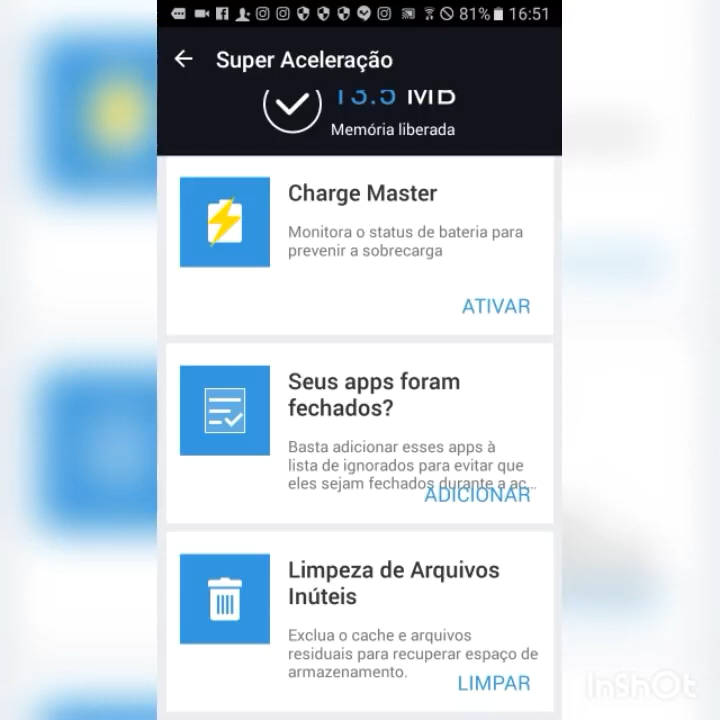 81% 16:51
Super Aceleração
13.5 MB
Memória liberada
Charge Master
Monitora o status de bateria para
prevenir a sobrecarga
ATIVAR
Seus apps foram
fechados?
Basta adicionar esses apps à
lista de ignorados para evitar que
eles sejam fechados durante a ac...
ADICIONAR
Limpeza de Arquivos
Inúteis
Exclua o cache e arquivos
residuais para recuperar espaço de
armazenamento.
LIMPAR
InShOt